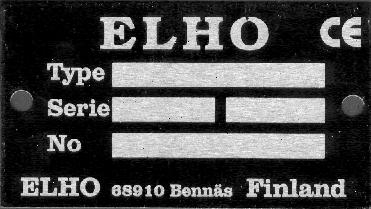 ELHO CE
Type
Serie
No
ELHO 68910 Bennäs Finland